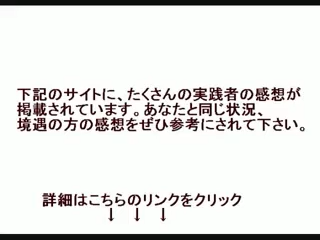 下記のサイトに、たくさんの実践者の感想が
掲載されています。あなたと同じ状況、
境遇の方の感想をぜひ参考にされて下さい。
詳細はこちらのリンクをクリック
↓ ↓ ↓